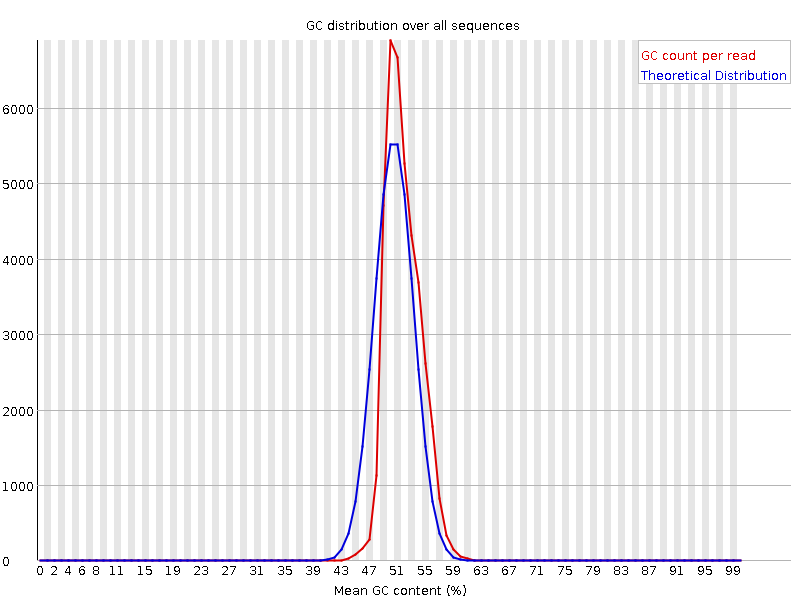 GC distribution over all sequences
GC count per read
Theoretical Distribution
6000
5000
4000
3000
2000
1000
0
0 2 4 6 8 11 15 19 23 27 31 35 39 43 47 51 55 59 63 67 71 75 79 83 87 91 95 99
Mean GC content (%)